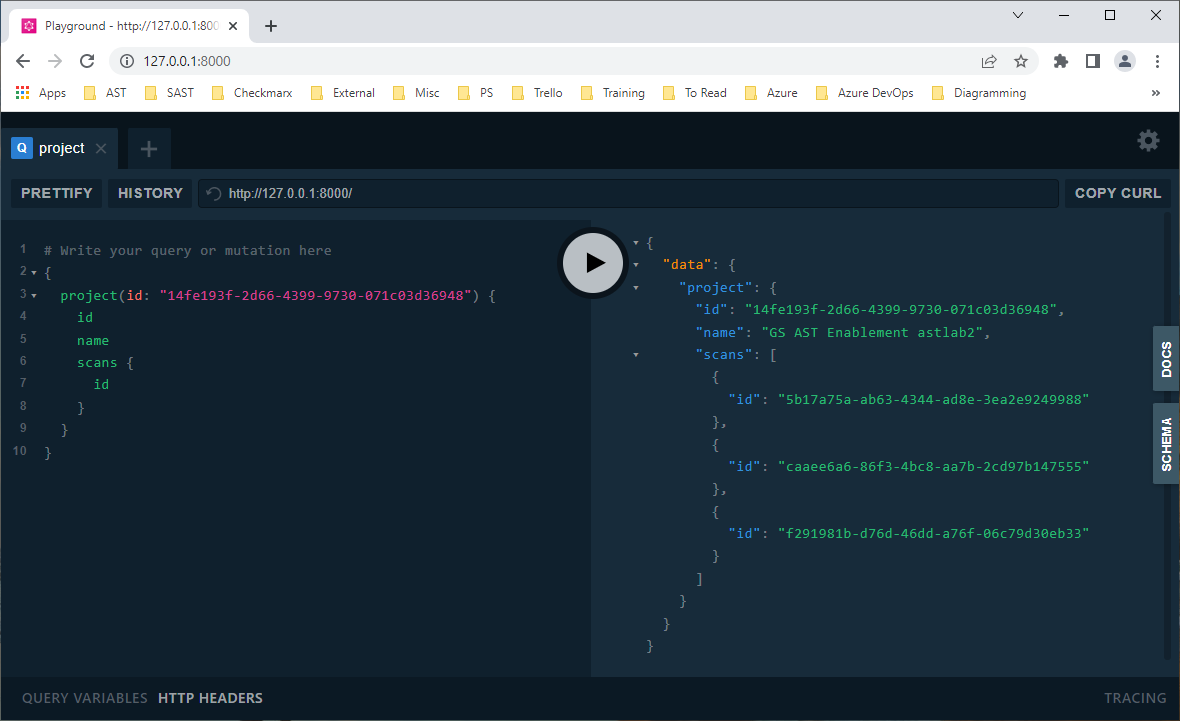 Playground - http://127.0.0.1:800
127.0.0.1:8000
Apps AST SAST Checkmarx External Misc PS Trello Training To Read Azure Azure DevOps Diagramming »
Q project
PRETTIFY HISTORY http://127.0.0.1:8000/ COPY CURL
1 # Write your query or mutation here
2 {
3 project(id: "14fe193f-2d66-4399-9730-071c03d36948") {
4 id
5 name
6 scans {
7 id
8 }
9 }
10 }
{
"data": {
"project": {
"id": "14fe193f-2d66-4399-9730-071c03d36948",
"name": "GS AST Enablement astlab2",
"scans": [
{
"id": "5b17a75a-ab63-4344-ad8e-3ea2e9249988"
},
{
"id": "caaee6a6-86f3-4bc8-aa7b-2cd97b147555"
},
{
"id": "f291981b-d76d-46dd-a76f-06c79d30eb33"
}
]
}
}
}
DOCS
SCHEMA
QUERY VARIABLES HTTP HEADERS TRACING